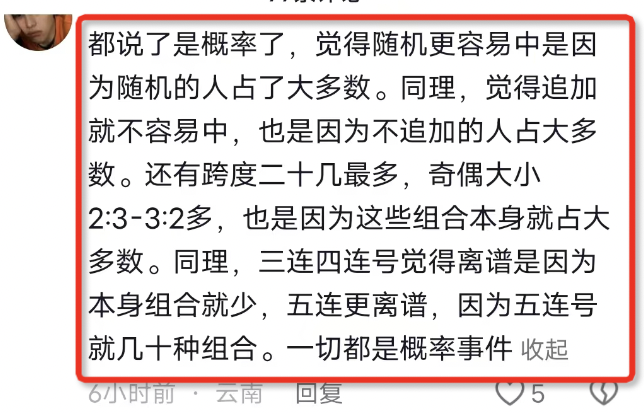 都说了是概率了，觉得随机更容易中是因
为随机的人占了大多数。同理，觉得追加
就不容易中，也是因为不追加的人占大多
数。还有跨度二十几最多，奇偶大小
2:3-3:2多，也是因为这些组合本身就占大
多数。同理，三连四连号觉得离谱是因为
本身组合就少，五连更离谱，因为五连号
就几十种组合。一切都是概率事件 收起
6小时前 · 云南 回复 5